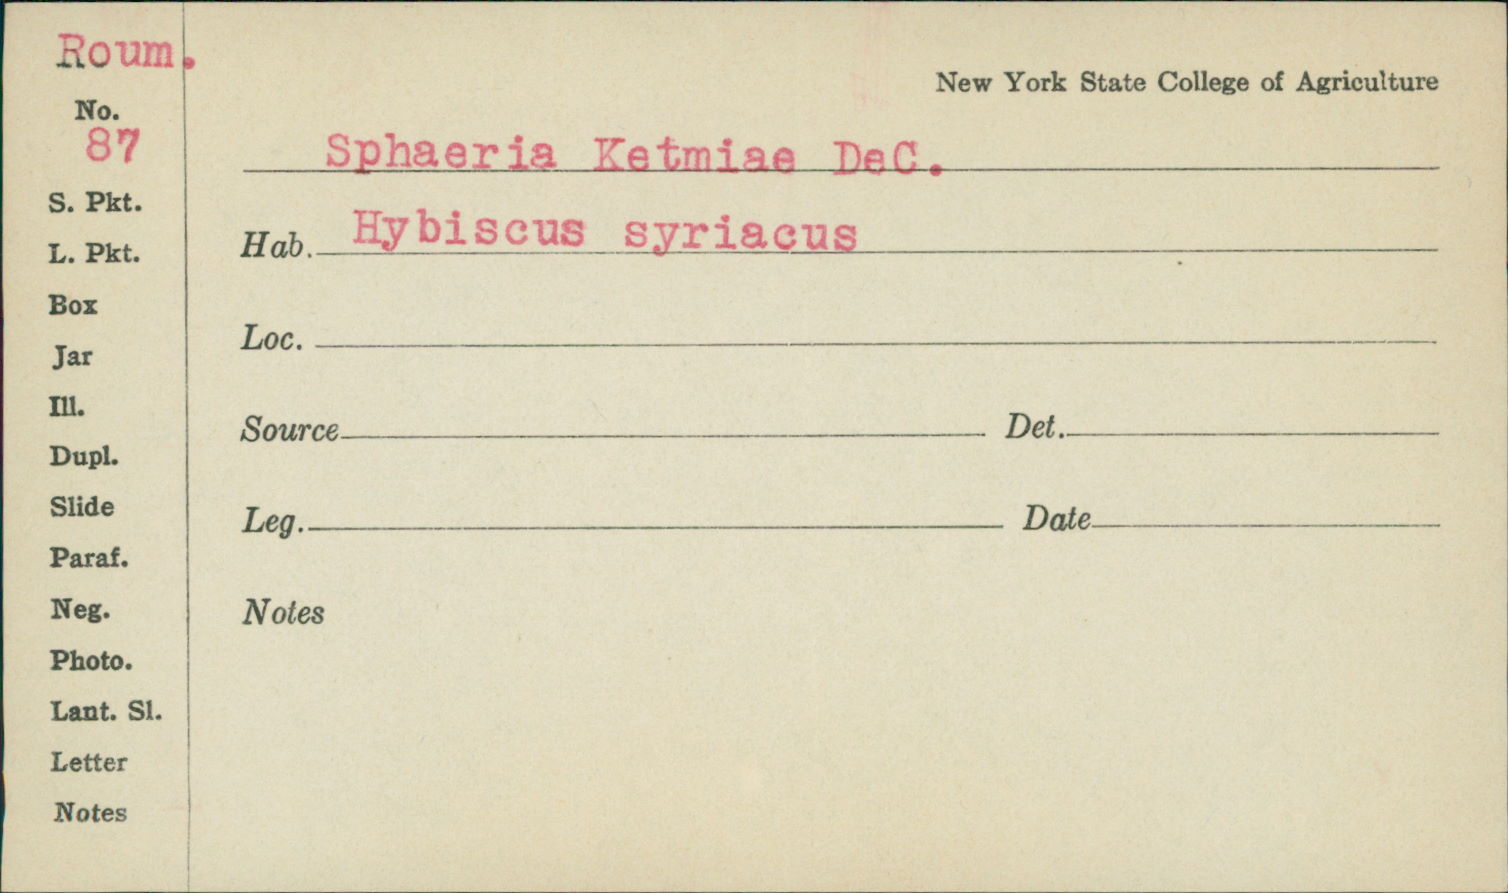 Roum.
No.
87
S. Pkt.
L. Pkt.
Box
Jar
Ill.
Dupl.
Slide
Paraf.
Neg.
Photo.
Lant. Sl.
Letter
Notes
New York State College of Agriculture
Sphaeria Ketmiae DeC.
Hab. Hybiscus syriacus
Loc.
Source Det.
Leg. Date
Notes